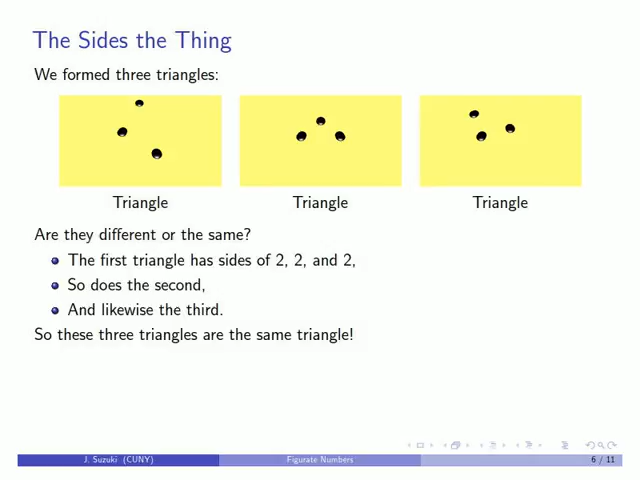 The Sides the Thing
We formed three triangles:
Triangle Triangle Triangle
Are they different or the same?
The first triangle has sides of 2, 2, and 2,
So does the second,
And likewise the third.
So these three triangles are the same triangle!
J. Suzuki (CUNY) Figurate Numbers 6 / 11